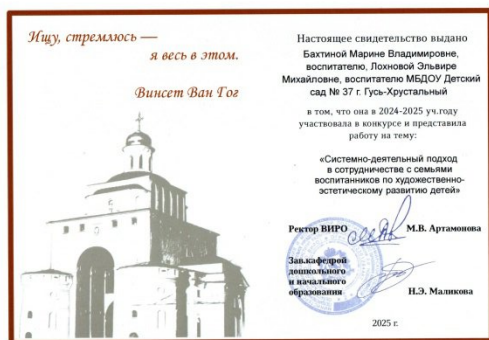 Ищу, стремлюсь —
я весь в этом.
Винсет Ван Гог
Настоящее свидетельство выдано
Бахтиной Марине Владимировне,
воспитателю, Лохновой Эльвире
Михайловне, воспитателю МБДОУ Детский
сад № 37 г. Гусь-Хрустальный
в том, что она в 2024-2025 уч.году
участвовала в конкурсе и представила
работу на тему:
«Системно-деятельный подход
в сотрудничестве с семьями
воспитанников по художественно-
эстетическому развитию детей»
Ректор ВИРО М.В. Артамонова
Зав.кафедрой
дошкольного
и начального
образования Н.Э. Маликова
2025 г.